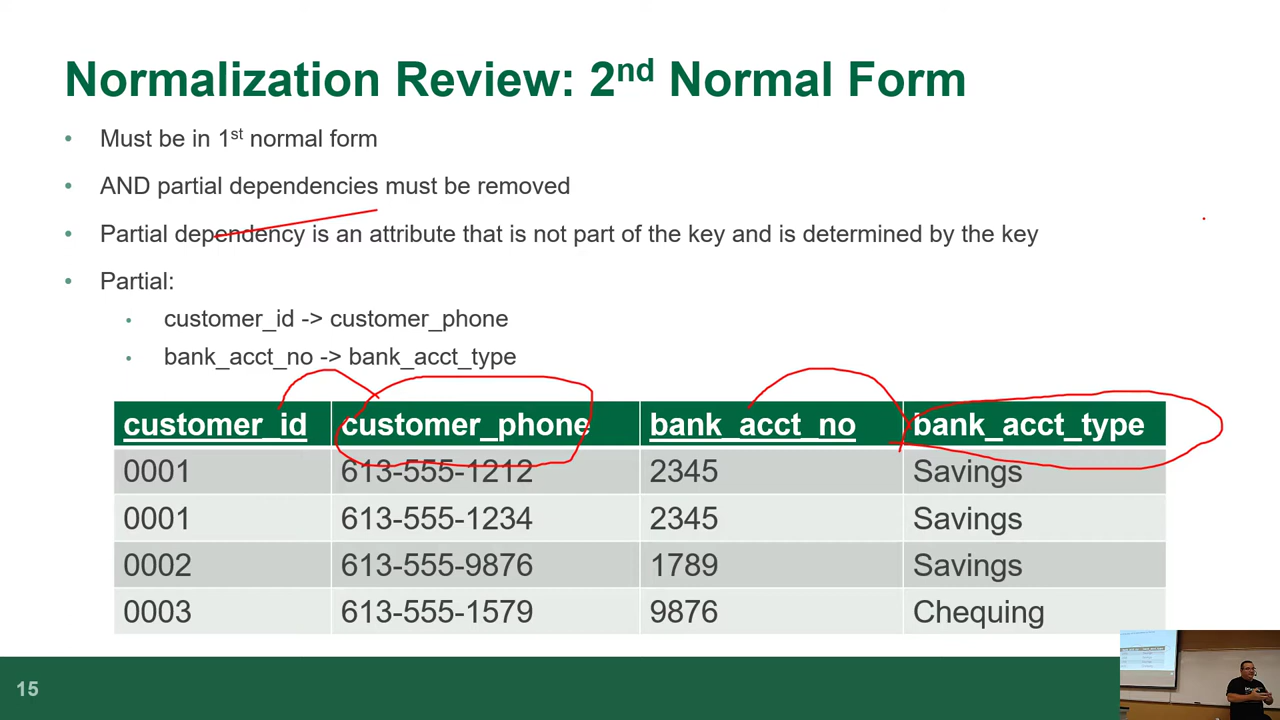 Normalization Review: 2nd Normal Form
• Must be in 1st normal form
• AND partial dependencies must be removed
• Partial dependency is an attribute that is not part of the key and is determined by the key
• Partial:
• customer_id -> customer_phone
• bank_acct_no -> bank_acct_type
customer_id customer_phone bank_acct_no bank_acct_type
0001 613-555-1212 2345 Savings
0001 613-555-1234 2345 Savings
0002 613-555-9876 1789 Savings
0003 613-555-1579 9876 Chequing
15